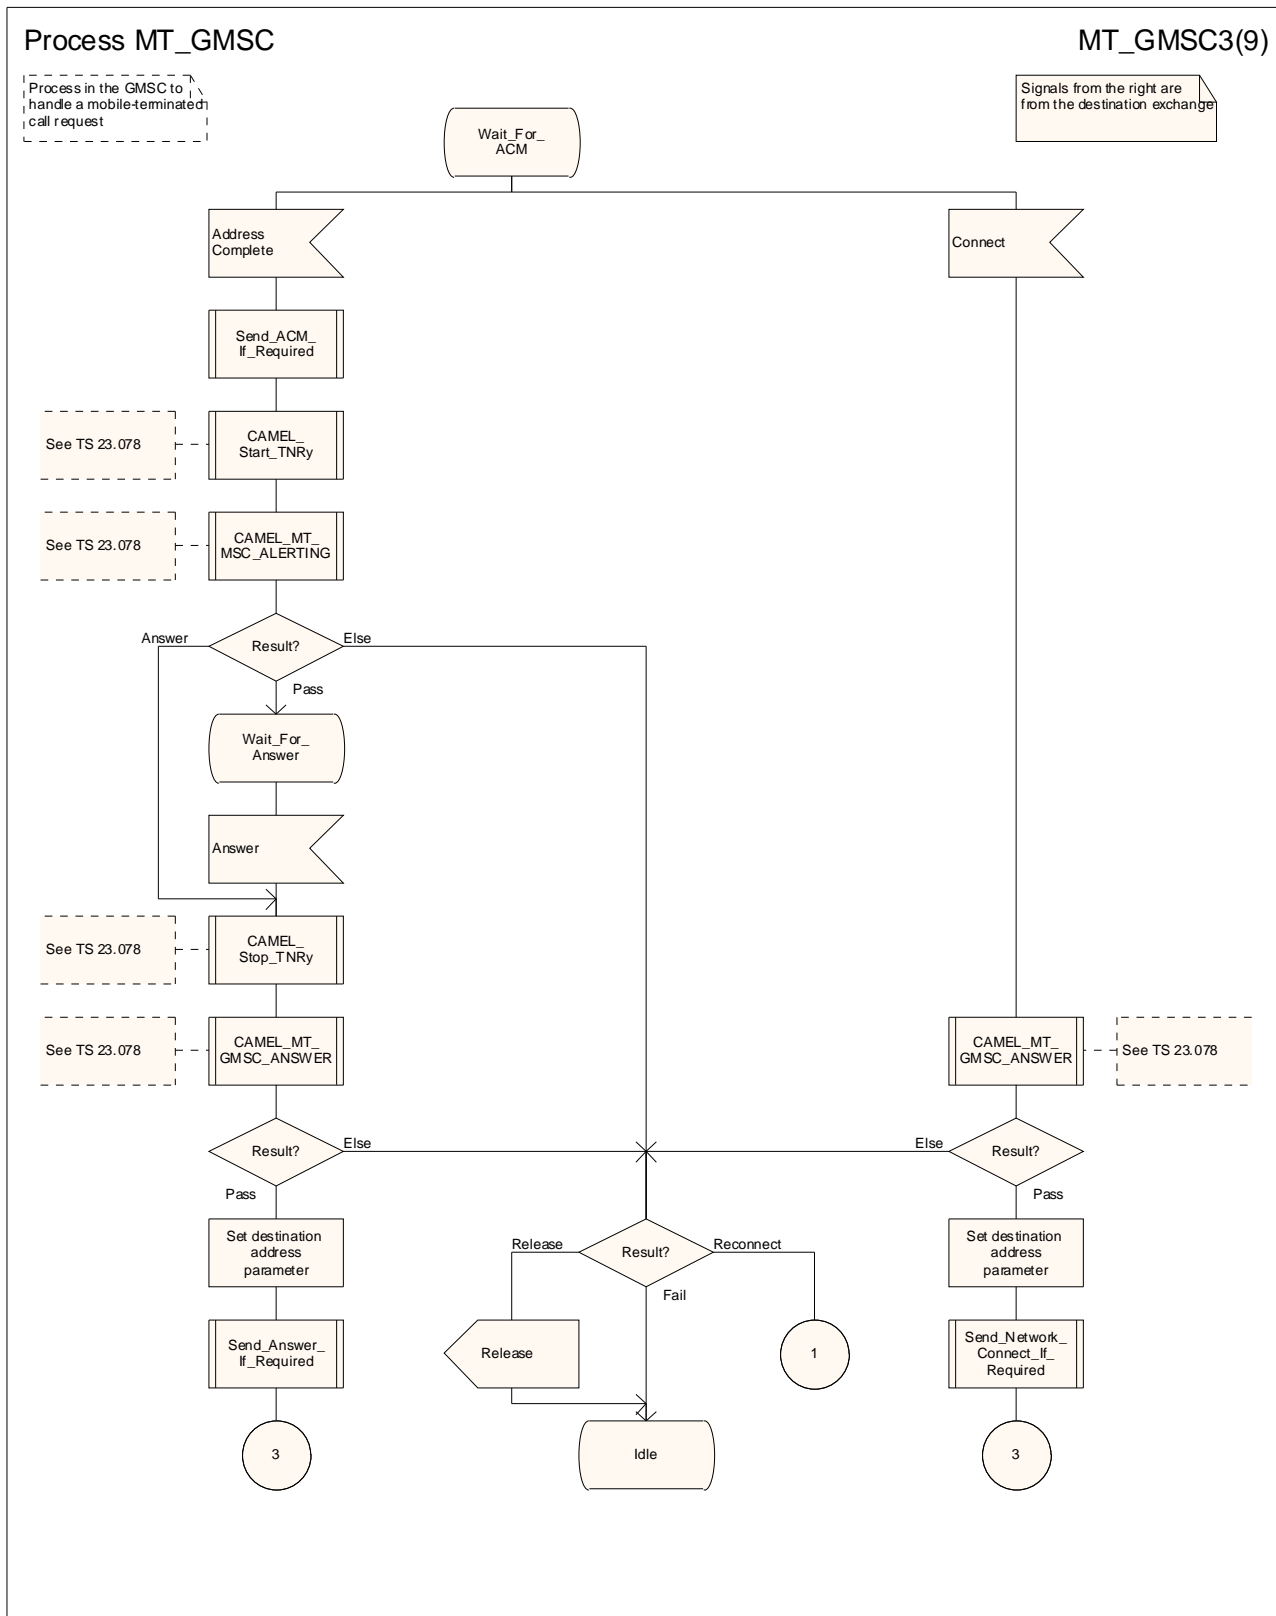 Process MT_GMSC
MT_GMSC3(9)
Process in the GMSC to
handle a mobile-terminated
call request
Signals from the right are
from the destination exchange
Wait_For_
ACM
Address
Complete
Connect
Send_ACM_
If_Required
See TS 23.078
CAMEL_
Start_TNRy
See TS 23.078
CAMEL_MT_
MSC_ALERTING
Answer
Result?
Else
Pass
Wait_For_
Answer
Answer
See TS 23.078
CAMEL_
Stop_TNRy
See TS 23.078
CAMEL_MT_
GMSC_ANSWER
CAMEL_MT_
GMSC_ANSWER
See TS 23.078
Result?
Else
Else
Result?
Pass
Pass
Set destination
address
parameter
Release
Result?
Reconnect
Fail
Set destination
address
parameter
Send_Answer_
If_Required
Release
1
Send_Network_
Connect_If_
Required
3
Idle
3